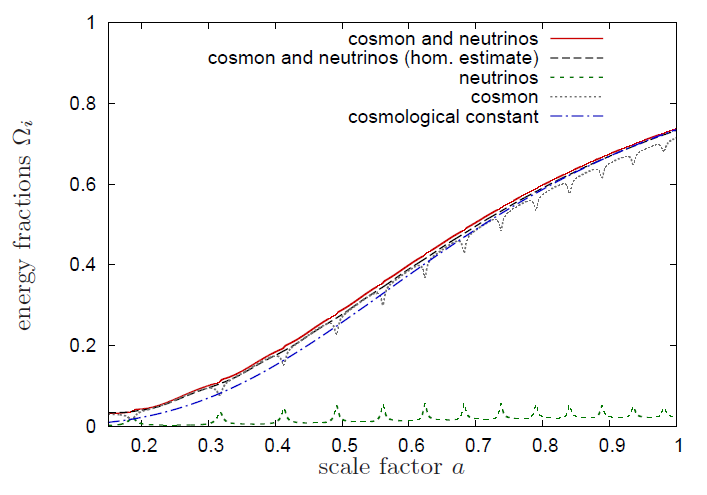 1
0.8
0.6
0.4
0.2
0
energy fractions Ωi
cosmon and neutrinos
cosmon and neutrinos (hom. estimate)
neutrinos
cosmon
cosmological constant
0.2 0.3 0.4 0.5 0.6 0.7 0.8 0.9 1
scale factor a